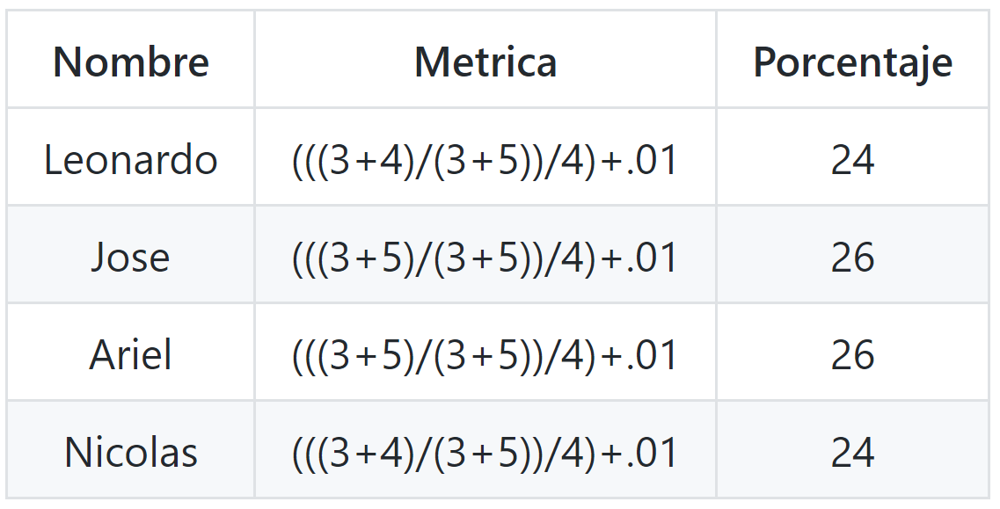 Nombre Metrica Porcentaje
Leonardo (((3+4)/(3+5))/4)+.01 24
Jose (((3+5)/(3+5))/4)+.01 26
Ariel (((3+5)/(3+5))/4)+.01 26
Nicolas (((3+4)/(3+5))/4)+.01 24